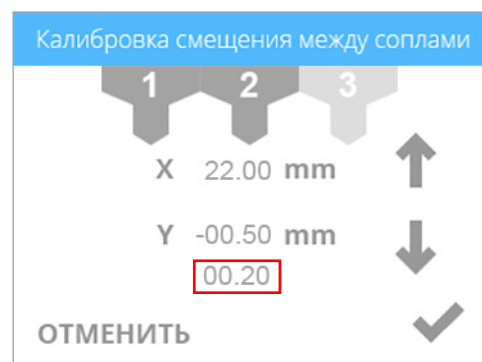 Калибровка смещения между соплами
1 2 3
X 22.00 mm
Y -00.50 mm
00.20
ОТМЕНИТЬ